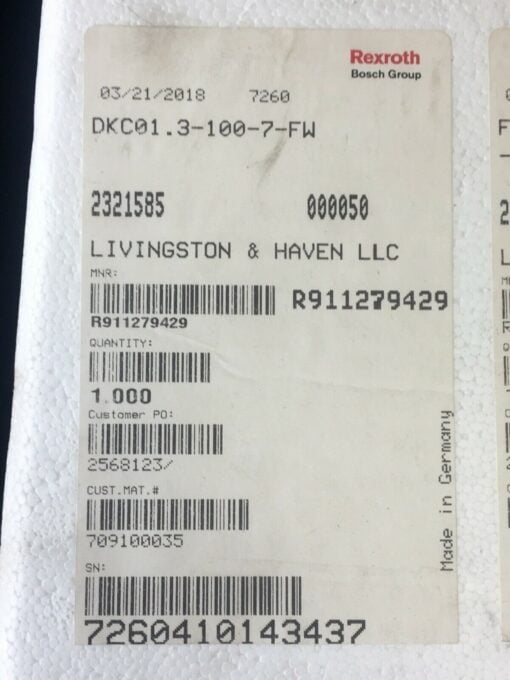 Rexroth
Bosch Group
03/21/2018 7260
DKC01.3-100-7-FW
2321585 000050
LIVINGSTON & HAVEN LLC
MNR:
R911279429
R911279429
QUANTITY:
1.000
Customer PO:
2568123/
CUST.MAT.#
709100035
SN:
7260410143437
Made in Germany